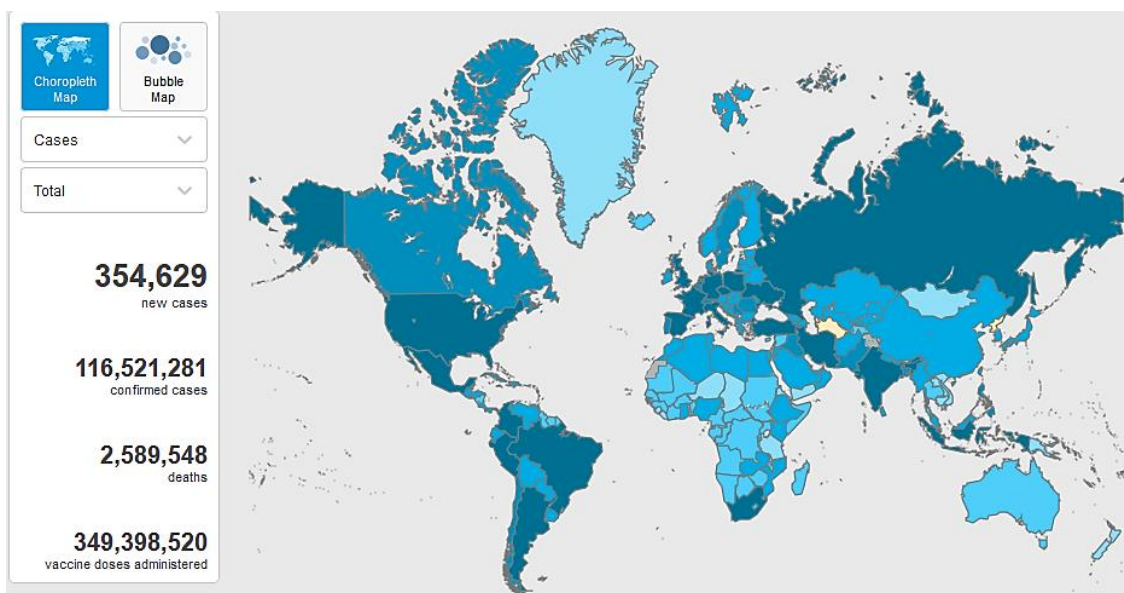 Choropleth
Map
Bubble
Map
Cases
Total
354,629
new cases
116,521,281
confirmed cases
2,589,548
deaths
349,398,520
vaccine doses administered